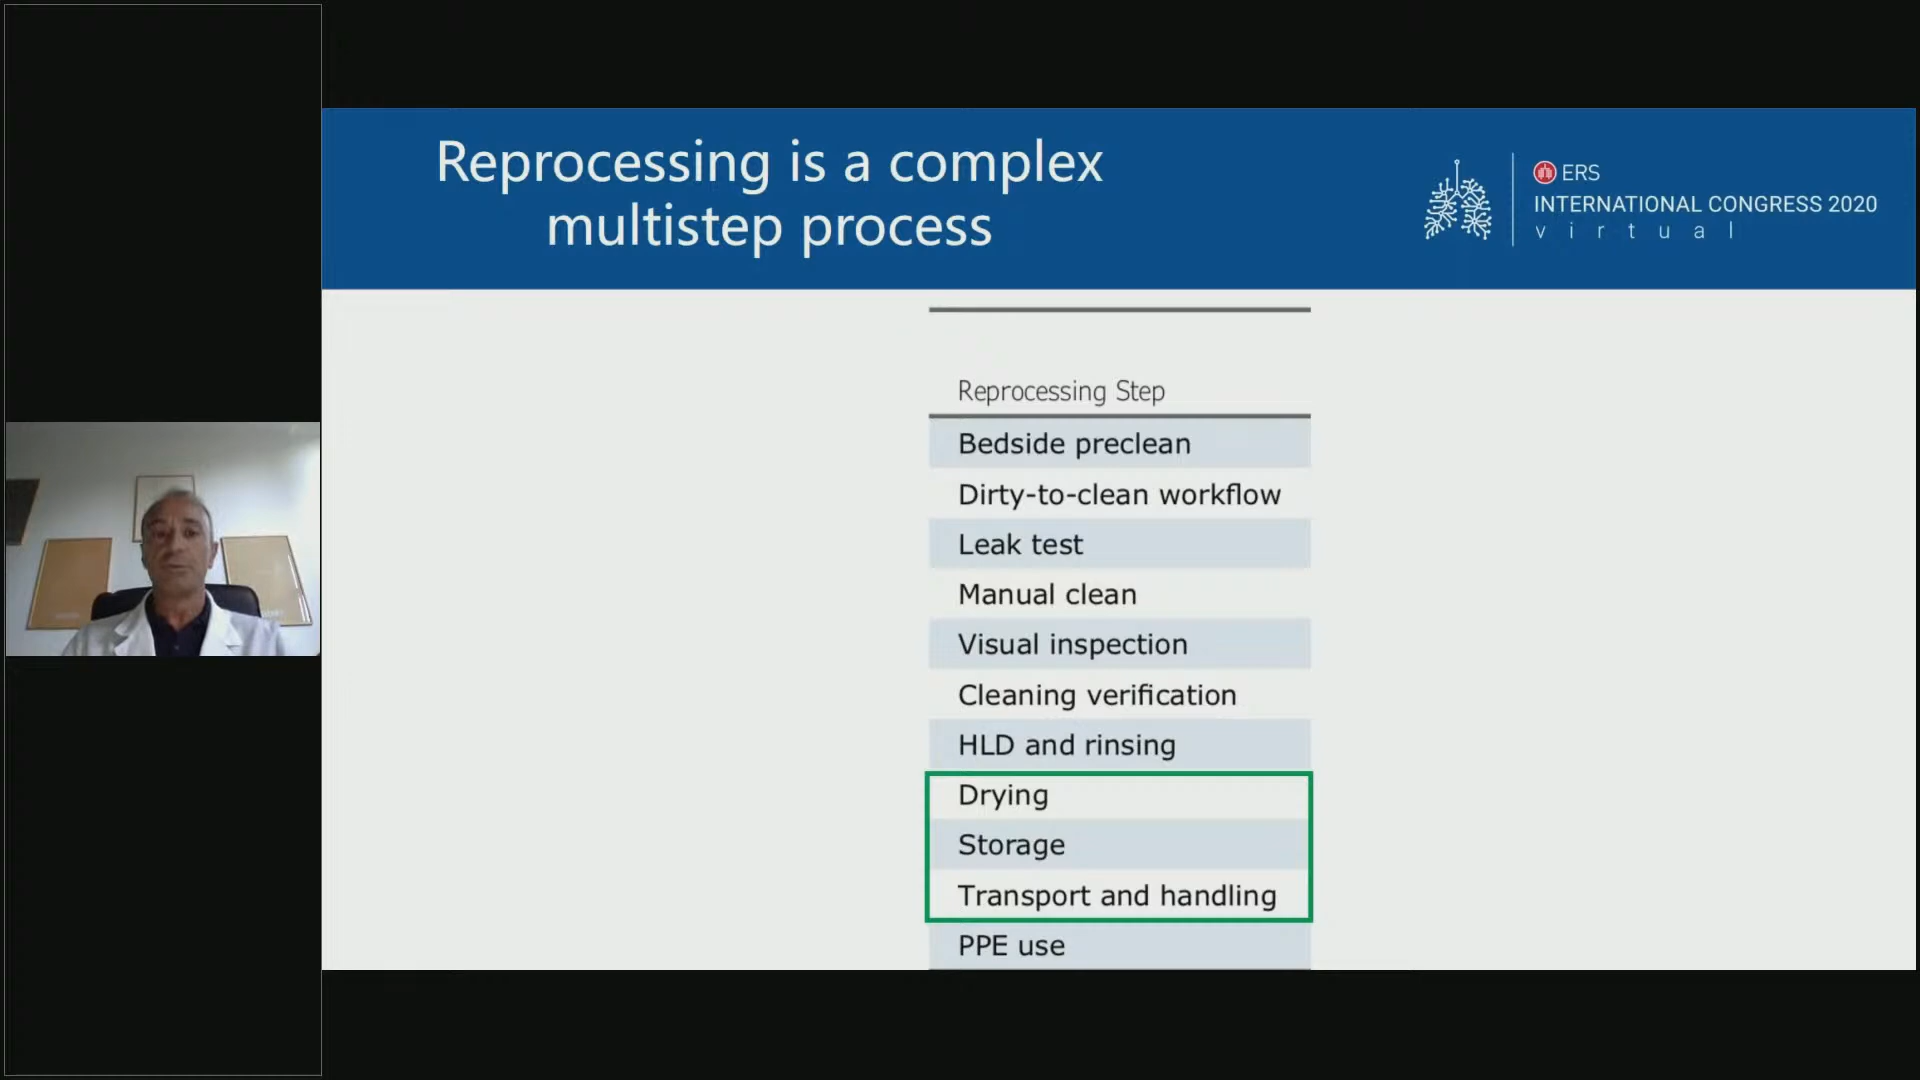 Reprocessing is a complex
multistep process
ERS
INTERNATIONAL CONGRESS 2020
virtual
Reprocessing Step
Bedside preclean
Dirty-to-clean workflow
Leak test
Manual clean
Visual inspection
Cleaning verification
HLD and rinsing
Drying
Storage
Transport and handling
PPE use